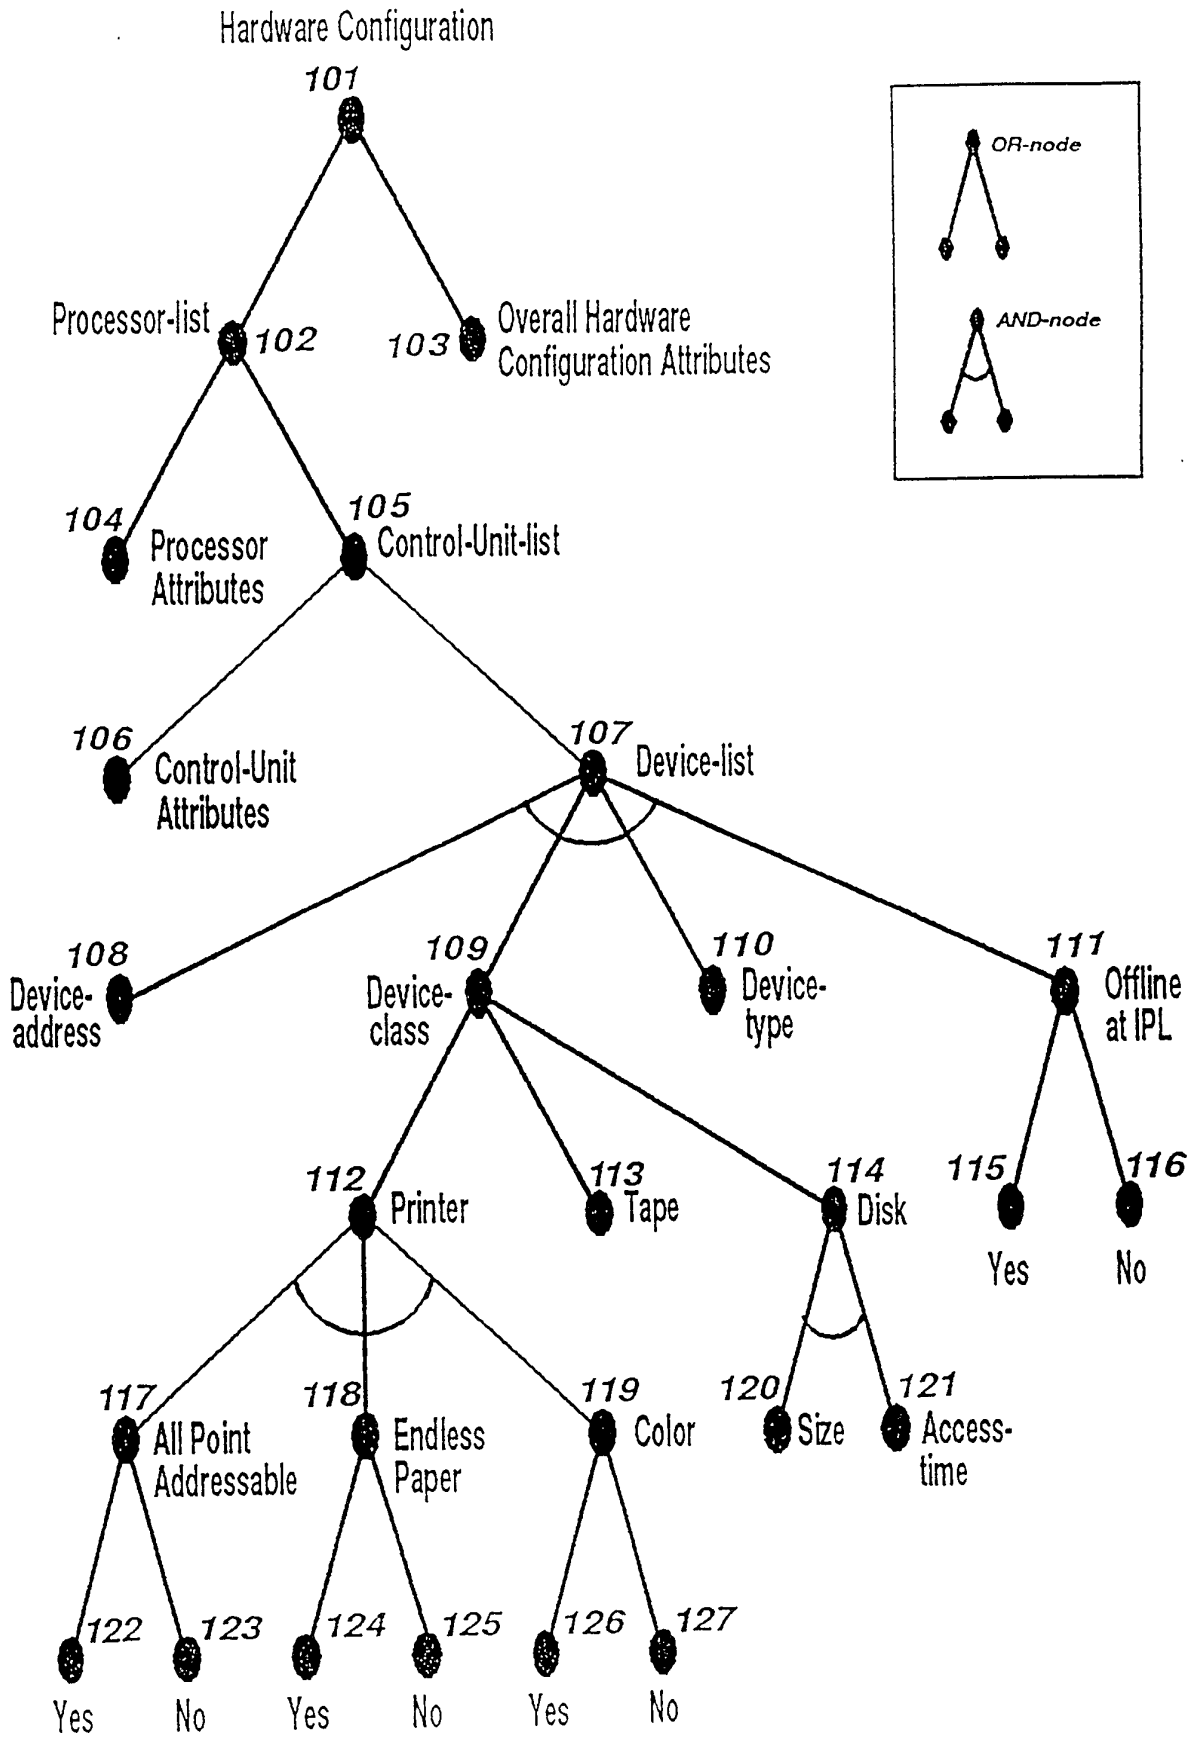 Hardware Configuration
101
OR-node
AND-node
Processor-list
102
103
Overall Hardware
Configuration Attributes
104
Processor
Attributes
105
Control-Unit-list
106
Control-Unit
Attributes
107
Device-list
108
Device-
address
109
Device-
class
110
Device-
type
111
Offline
at IPL
112
Printer
113
Tape
114
Disk
115
Yes
116
No
117
All Point
Addressable
118
Endless
Paper
119
Color
120
Size
121
Access-
time
122
Yes
123
No
124
Yes
125
No
126
Yes
127
No